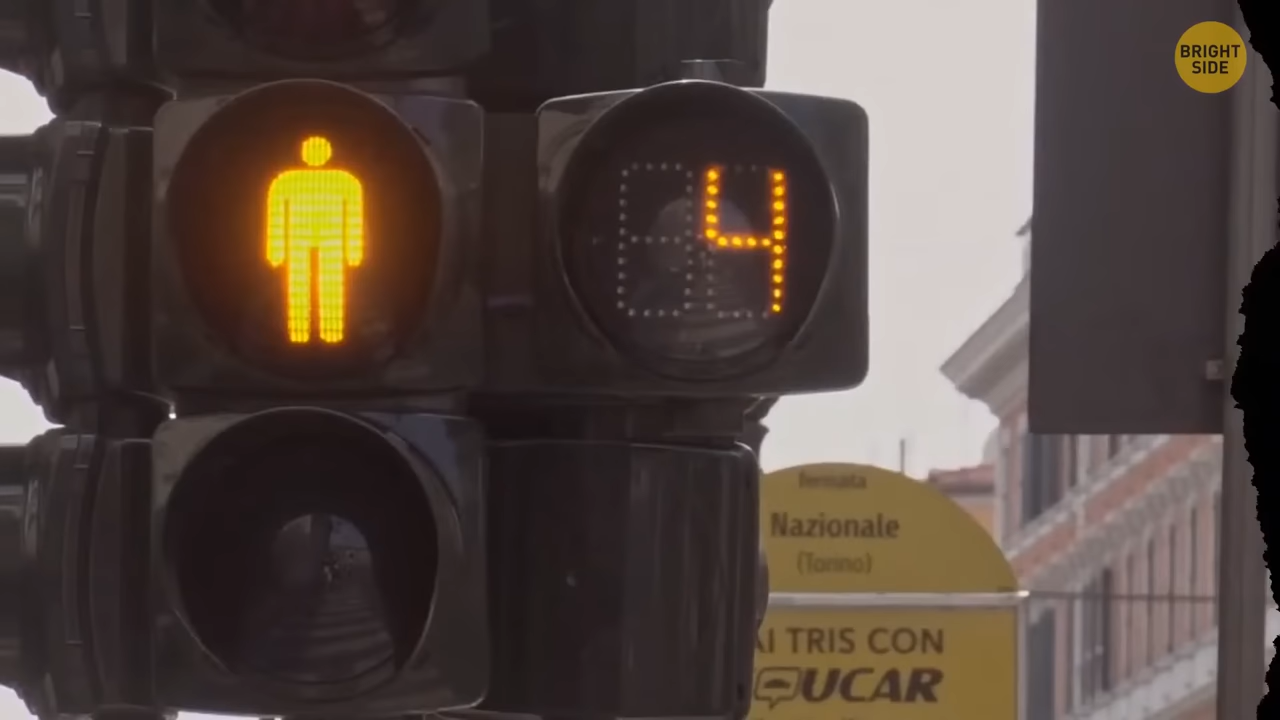 BRIGHT
SIDE
4
fermata
Nazionale
(Torino)
AI TRIS CON
UCAR